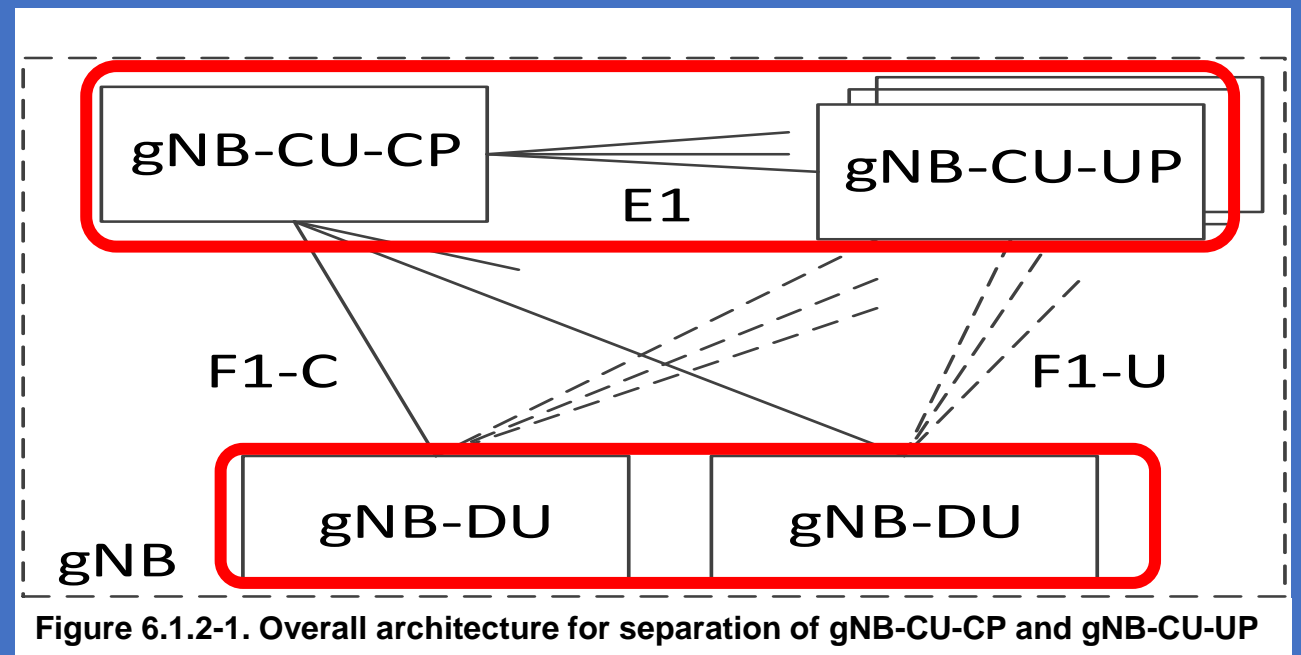 gNB-CU-CP
gNB-CU-UP
E1
F1-C
F1-U
gNB-DU
gNB-DU
gNB
Figure 6.1.2-1. Overall architecture for separation of gNB-CU-CP and gNB-CU-UP